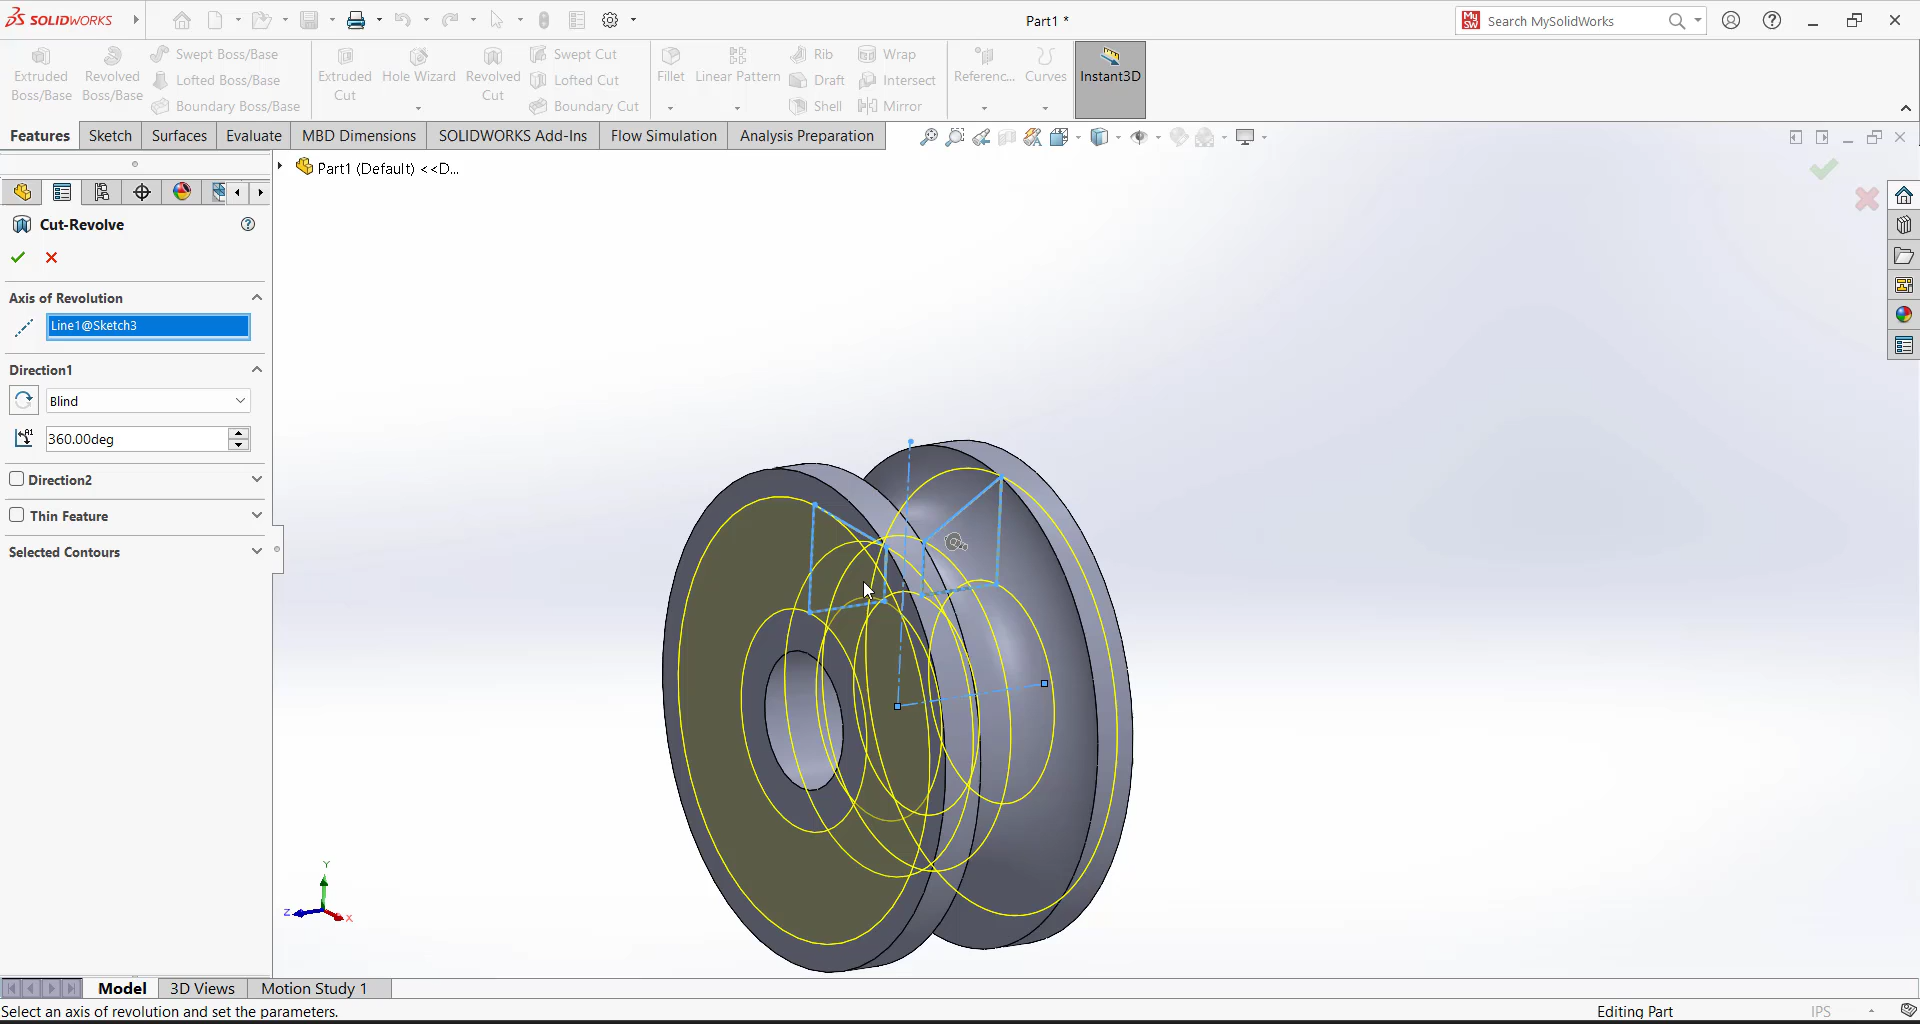 SOLIDWORKS
Part1 *
Search MySolidWorks
Extruded Boss/Base
Revolved Boss/Base
Swept Boss/Base
Lofted Boss/Base
Boundary Boss/Base
Extruded Cut
Hole Wizard
Revolved Cut
Swept Cut
Lofted Cut
Boundary Cut
Fillet
Linear Pattern
Rib
Draft
Shell
Wrap
Intersect
Mirror
Referenc...
Curves
Instant3D
Features
Sketch
Surfaces
Evaluate
MBD Dimensions
SOLIDWORKS Add-Ins
Flow Simulation
Analysis Preparation
Part1 (Default) <<D...
Cut-Revolve
Axis of Revolution
Line1@Sketch3
Direction1
Blind
360.00deg
Direction2
Thin Feature
Selected Contours
Y
Z
X
Model
3D Views
Motion Study 1
Select an axis of revolution and set the parameters.
Editing Part
IPS